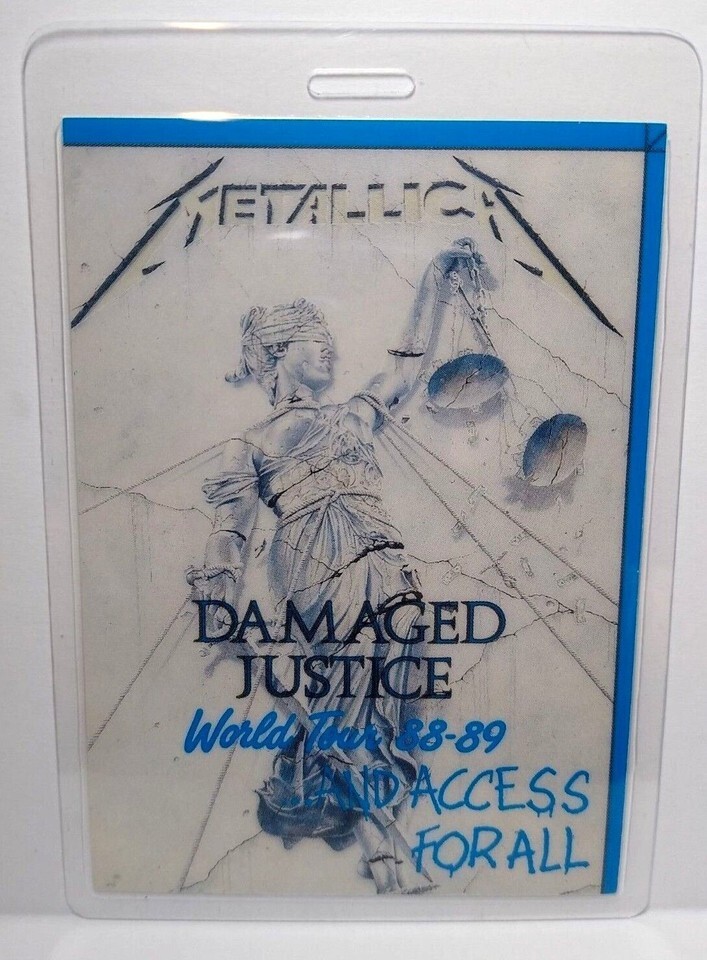 METALLICA
DAMAGED
JUSTICE
World Tour 88-89
...AND ACCESS
FOR ALL